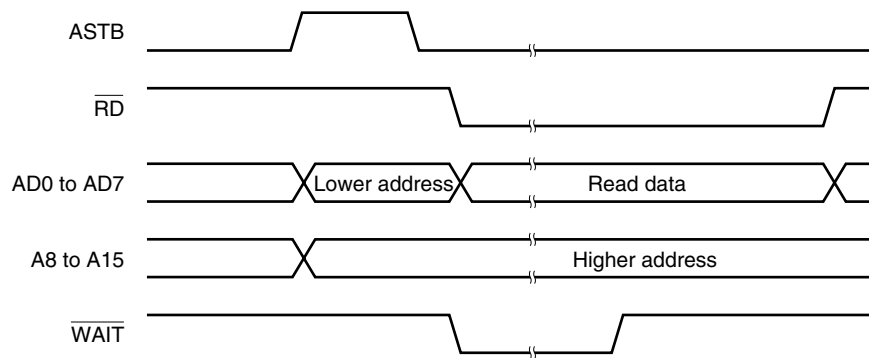 ASTB
RD
AD0 to AD7 Lower address Read data
A8 to A15 Higher address
WAIT